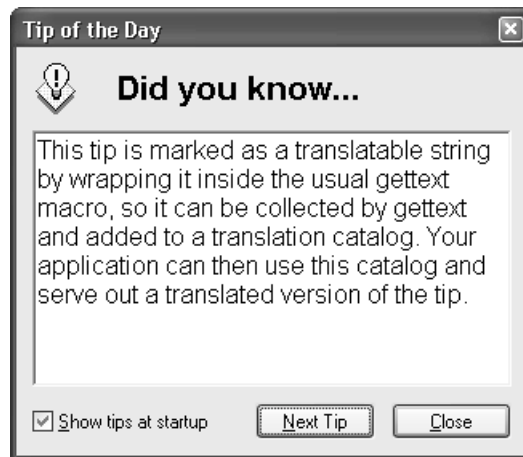 Tip of the Day
Did you know...
This tip is marked as a translatable string
by wrapping it inside the usual gettext
macro, so it can be collected by gettext
and added to a translation catalog. Your
application can then use this catalog and
serve out a translated version of the tip.
Show tips at startup Next Tip Close